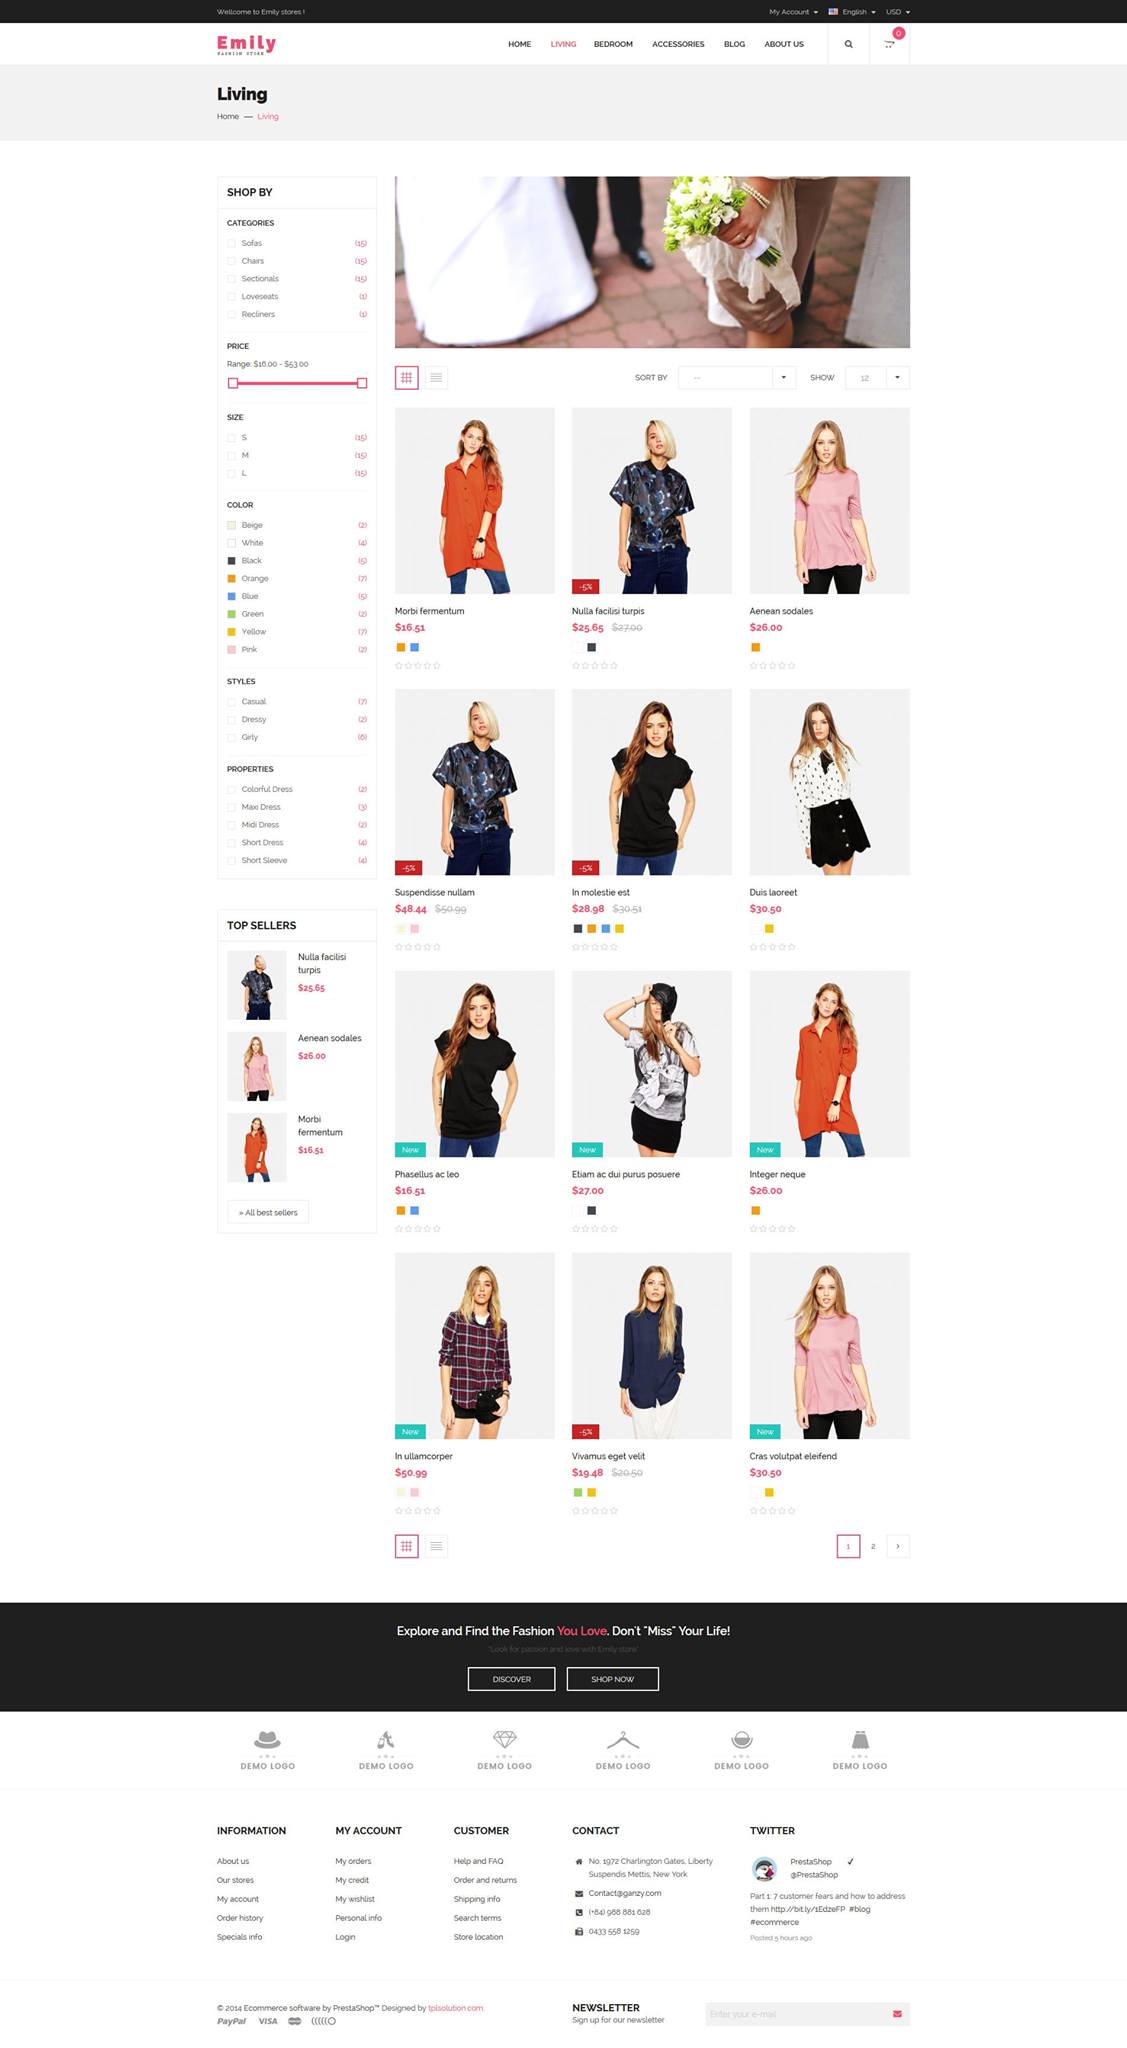 Wellcome to Emily stores !
My Account
English
USD
Emily
FASHION STORE
HOME
LIVING
BEDROOM
ACCESSORIES
BLOG
ABOUT US
0
Living
Home — Living
SHOP BY
CATEGORIES
Sofas (15)
Chairs (15)
Sectionals (15)
Loveseats (1)
Recliners (1)
PRICE
Range: $16.00 - $53.00
SIZE
S (15)
M (15)
L (15)
COLOR
Beige (2)
White (4)
Black (5)
Orange (7)
Blue (5)
Green (2)
Yellow (7)
Pink (2)
STYLES
Casual (7)
Dressy (2)
Girly (6)
PROPERTIES
Colorful Dress (2)
Maxi Dress (3)
Midi Dress (2)
Short Dress (4)
Short Sleeve (4)
TOP SELLERS
Nulla facilisi
turpis
$25.65
Aenean sodales
$26.00
Morbi
fermentum
$16.51
» All best sellers
SORT BY
--
SHOW
12
Morbi fermentum
$16.51
-5%
Nulla facilisi turpis
$25.65 $27.00
Aenean sodales
$26.00
-5%
Suspendisse nullam
$48.44 $50.99
-5%
In molestie est
$28.98 $30.51
Duis laoreet
$30.50
New
Phasellus ac leo
$16.51
New
Etiam ac dui purus posuere
$27.00
New
Integer neque
$26.00
New
In ullamcorper
$50.99
-5%
Vivamus eget velit
$19.48 $20.50
New
Cras volutpat eleifend
$30.50
1
2
Explore and Find the Fashion You Love. Don't "Miss" Your Life!
"Look for passion and love with Emily store"
DISCOVER
SHOP NOW
DEMO LOGO
DEMO LOGO
DEMO LOGO
DEMO LOGO
DEMO LOGO
DEMO LOGO
INFORMATION
About us
Our stores
My account
Order history
Specials info
MY ACCOUNT
My orders
My credit
My wishlist
Personal info
Login
CUSTOMER
Help and FAQ
Order and returns
Shipping info
Search terms
Store location
CONTACT
No. 1972 Charlington Gates, Liberty
Suspendis Mettis, New York
Contact@ganzy.com
(+84) 988 881 628
0433 558 1259
TWITTER
PrestaShop
@PrestaShop
Part 1: 7 customer fears and how to address
them http://bit.ly/1EdzeFP #blog
#ecommerce
Posted 5 hours ago
© 2014 Ecommerce software by PrestaShop™ Designed by tplsolution.com.
PayPal VISA
NEWSLETTER
Sign up for our newsletter
Enter your e-mail